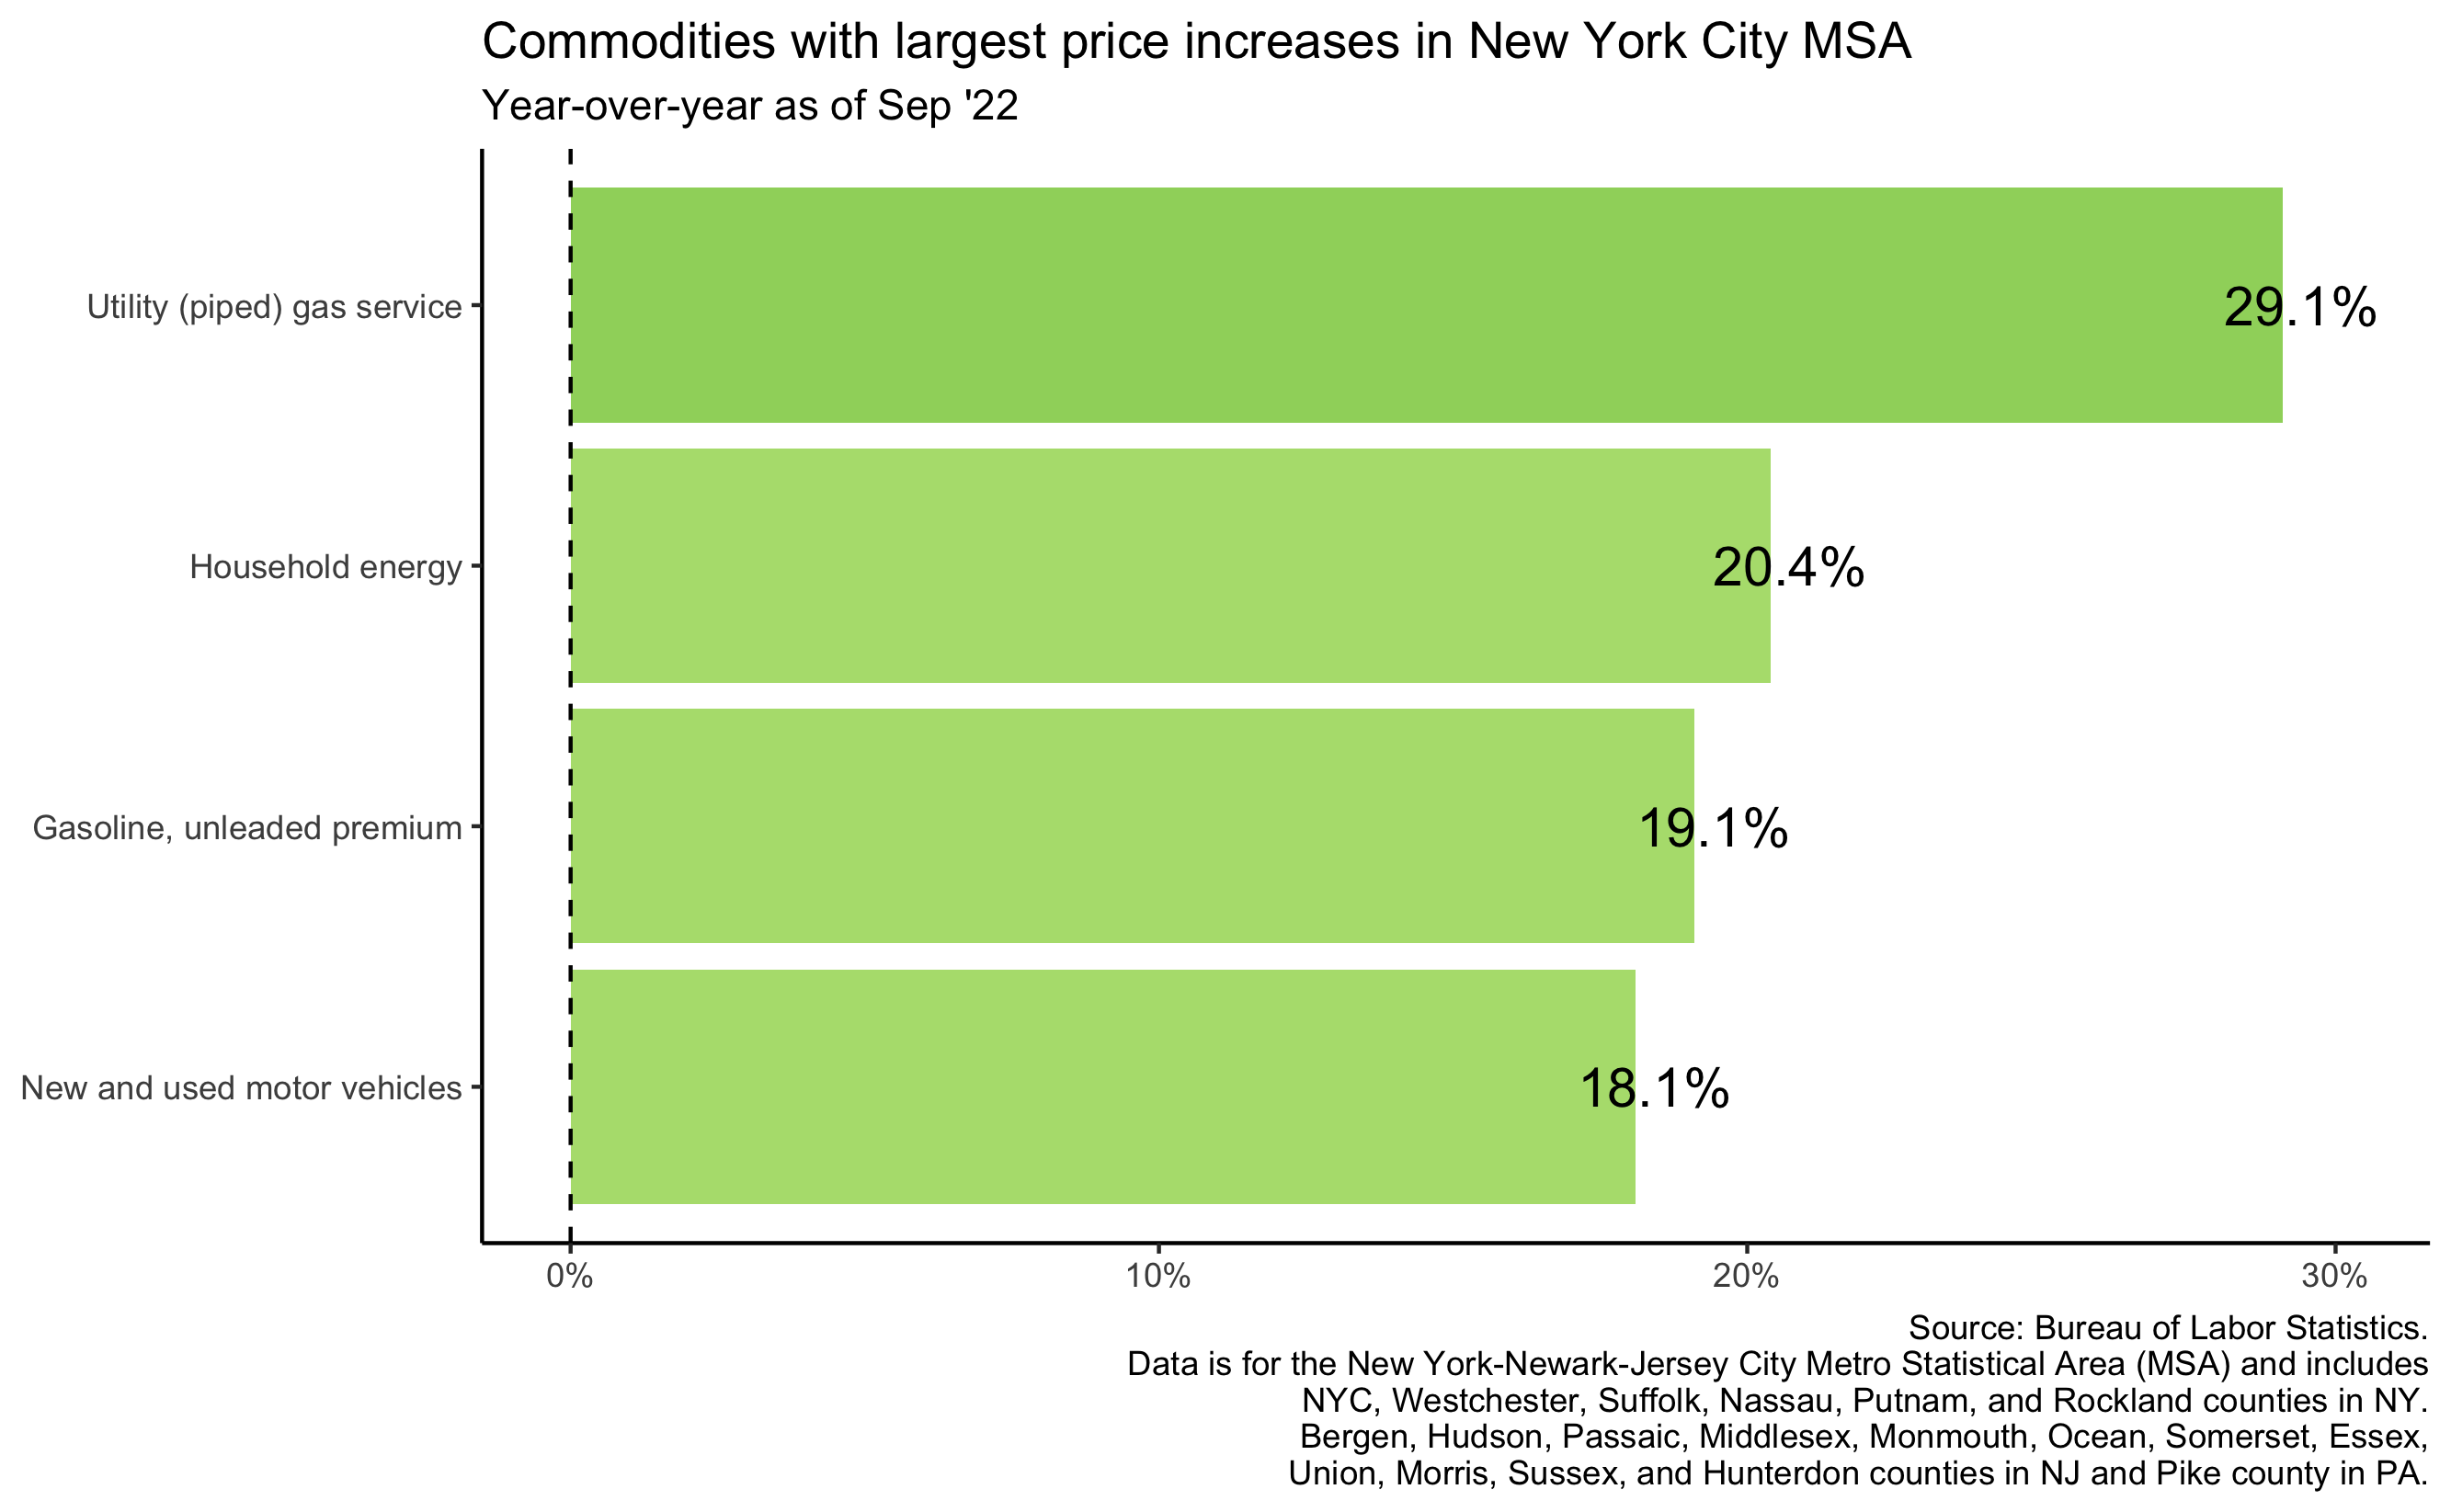 Commodities with largest price increases in New York City MSA
Year-over-year as of Sep '22
Utility (piped) gas service
29.1%
Household energy
20.4%
Gasoline, unleaded premium
19.1%
New and used motor vehicles
18.1%
0%
10%
20%
30%
Source: Bureau of Labor Statistics.
Data is for the New York-Newark-Jersey City Metro Statistical Area (MSA) and includes
NYC, Westchester, Suffolk, Nassau, Putnam, and Rockland counties in NY.
Bergen, Hudson, Passaic, Middlesex, Monmouth, Ocean, Somerset, Essex,
Union, Morris, Sussex, and Hunterdon counties in NJ and Pike county in PA.